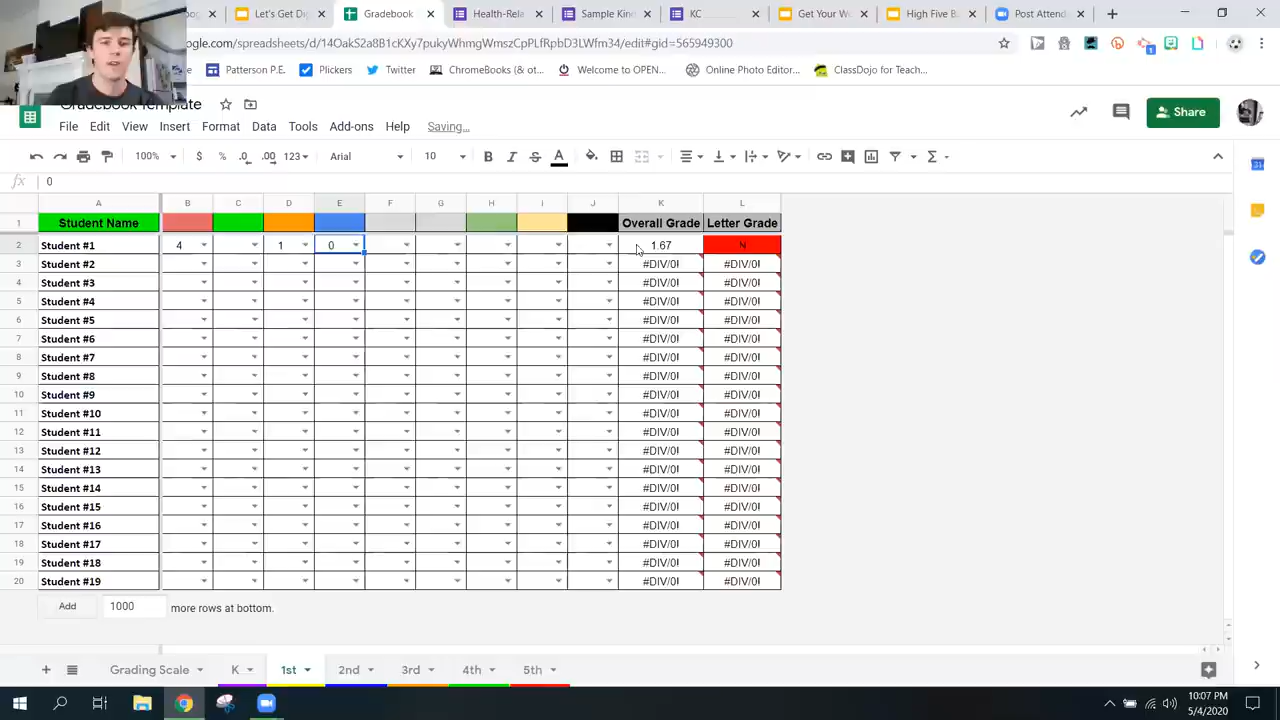 Let's Get De
Gradebook
Health-Rele
Sample Kin
KC
Get Your W
High Five B
Post Attend
oogle.com/spreadsheets/d/
/edit#gid=565949300
Patterson P.E.
Plickers
Twitter
ChromeBooks (& ot...
Welcome to OPEN...
Online Photo Editor...
ClassDojo for Teach...
Gradebook Template
File Edit View Insert Format Data Tools Add-ons Help Saving...
Share
100% $ % .0 .00 123 Arial 10 B I S A
fx 0
A B C D E F G H I J K L
1 Student Name Overall Grade Letter Grade
2 Student #1 4 1 0 1.67 N
3 Student #2 #DIV/0! #DIV/0!
4 Student #3 #DIV/0! #DIV/0!
5 Student #4 #DIV/0! #DIV/0!
6 Student #5 #DIV/0! #DIV/0!
7 Student #6 #DIV/0! #DIV/0!
8 Student #7 #DIV/0! #DIV/0!
9 Student #8 #DIV/0! #DIV/0!
10 Student #9 #DIV/0! #DIV/0!
11 Student #10 #DIV/0! #DIV/0!
12 Student #11 #DIV/0! #DIV/0!
13 Student #12 #DIV/0! #DIV/0!
14 Student #13 #DIV/0! #DIV/0!
15 Student #14 #DIV/0! #DIV/0!
16 Student #15 #DIV/0! #DIV/0!
17 Student #16 #DIV/0! #DIV/0!
18 Student #17 #DIV/0! #DIV/0!
19 Student #18 #DIV/0! #DIV/0!
20 Student #19 #DIV/0! #DIV/0!
Add 1000 more rows at bottom.
Grading Scale K 1st 2nd 3rd 4th 5th
10:07 PM
5/4/2020